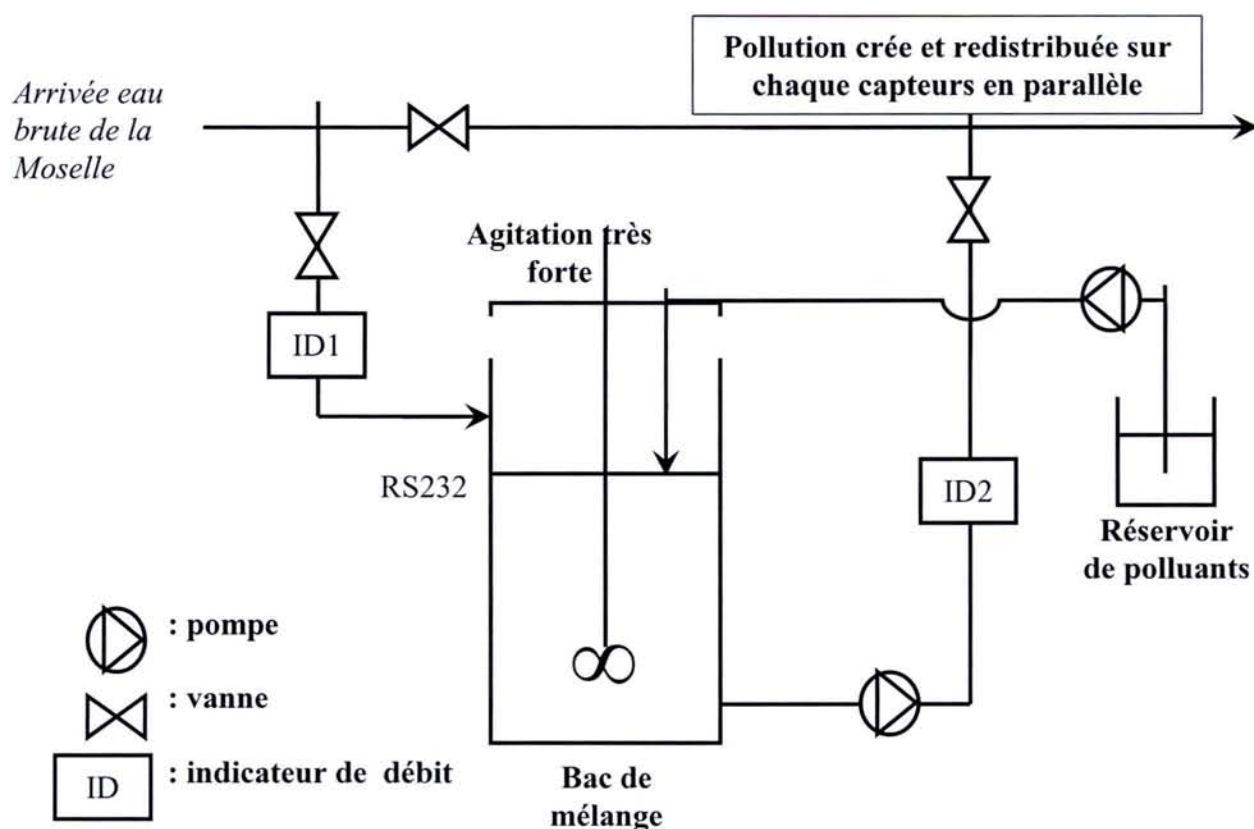 Pollution crée et redistribuée sur
chaque capteurs en parallèle
Arrivée eau
brute de la
Moselle
Agitation très
forte
ID1
RS232
ID2
Réservoir
de polluants
: pompe
: vanne
ID
: indicateur de débit
Bac de
mélange